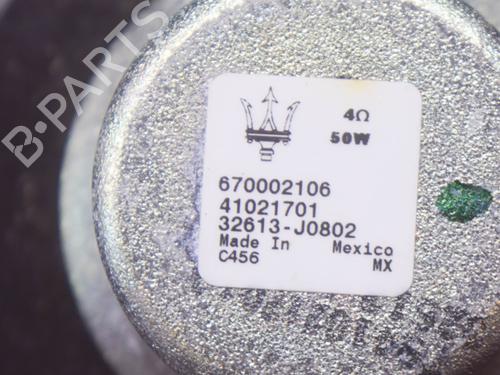 B-PARTS
4Ω
50W
670002106
41021701
32613-J0802
Made In Mexico
C456 MX